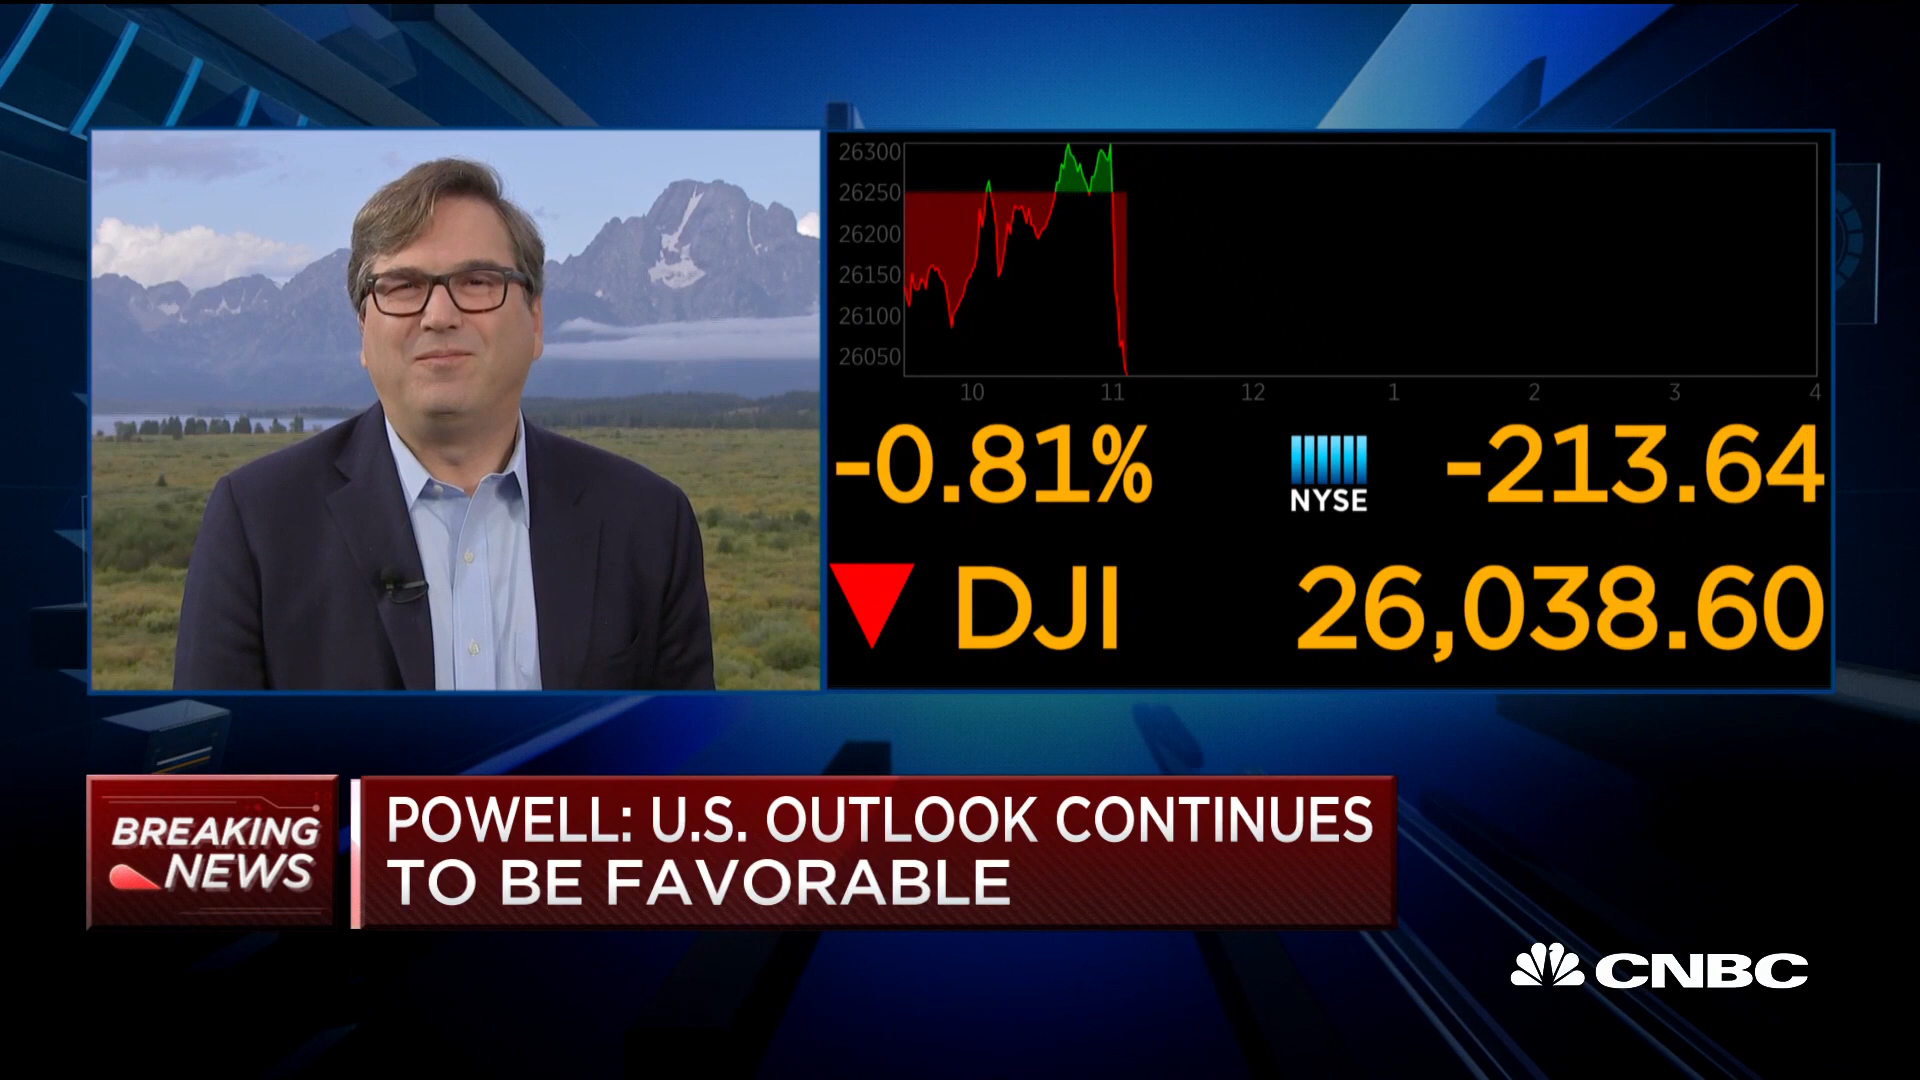 26300
26250
26200
26150
26100
26050
10 11 12 1 2 3 4
-0.81% NYSE -213.64
DJI 26,038.60
BREAKING
NEWS
POWELL: U.S. OUTLOOK CONTINUES
TO BE FAVORABLE
CNBC